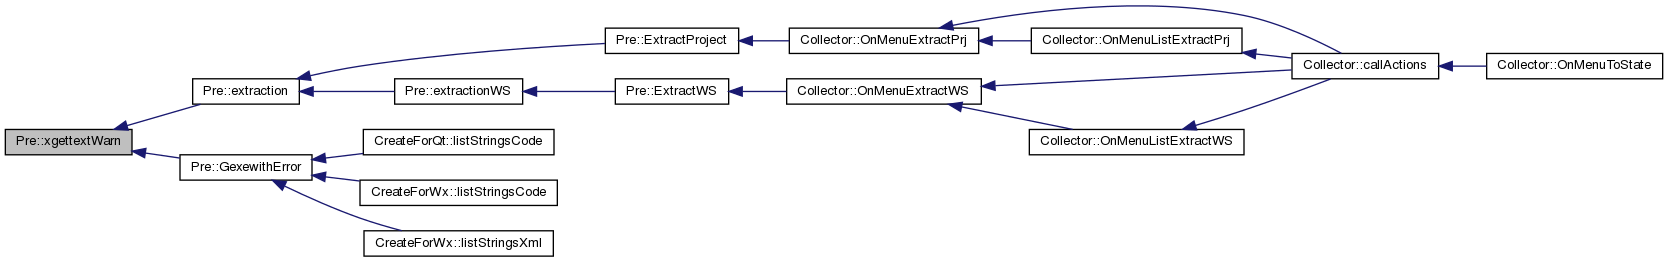 Pre::ExtractProject
Collector::OnMenuExtractPrj
Collector::OnMenuListExtractPrj
Collector::callActions
Collector::OnMenuToState
Pre::extraction
Pre::extractionWS
Pre::ExtractWS
Collector::OnMenuExtractWS
Pre::xgettextWarn
CreateForQt::listStringsCode
Collector::OnMenuListExtractWS
Pre::GexewithError
CreateForWx::listStringsCode
CreateForWx::listStringsXml